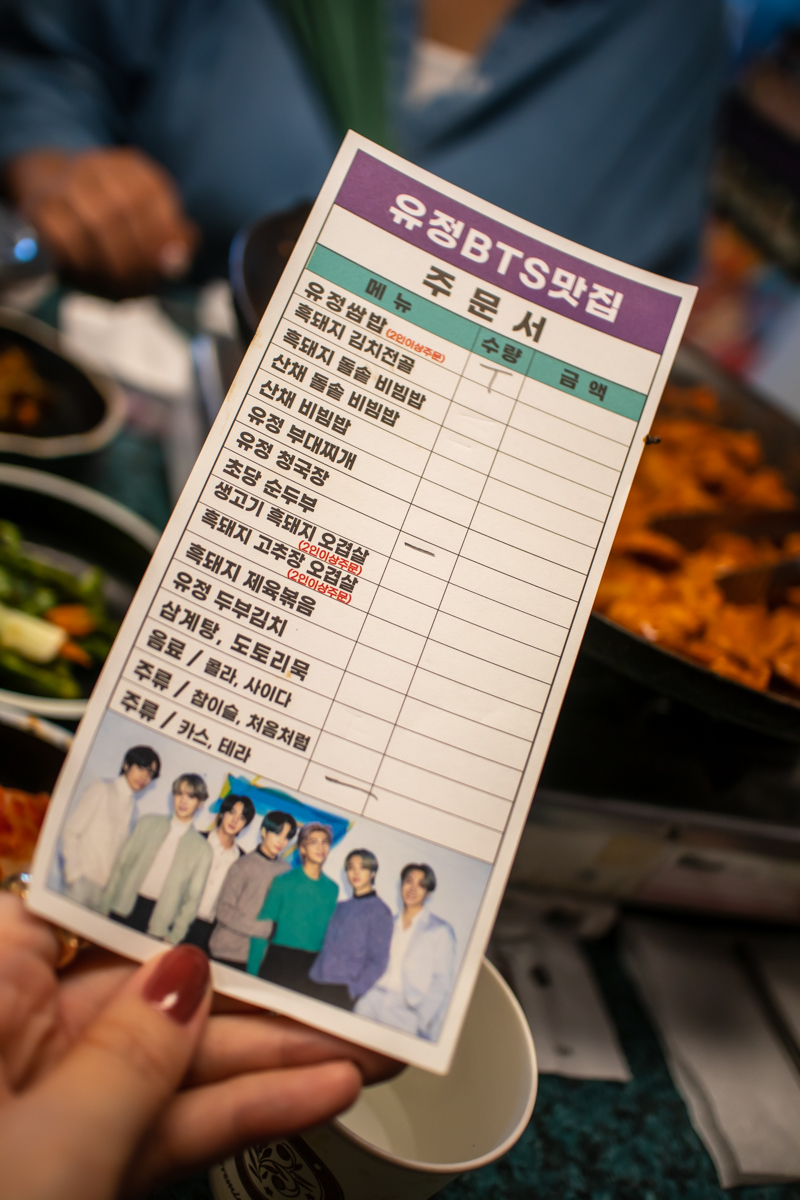 유정BTS맛집
주문서
메뉴 수량 금액
유정쌈밥 (2인이상주문)
흑돼지 김치전골
흑돼지 돌솥 비빔밥
산채 돌솥 비빔밥
산채 비빔밥
유정 부대찌개
유정 청국장
초당 순두부
생고기 흑돼지 오겹살
(2인이상주문)
흑돼지 고추장 오겹살
(2인이상주문)
흑돼지 제육볶음
유정 두부김치
삼계탕, 도토리묵
음료 / 콜라, 사이다
주류 / 참이슬, 처음처럼
주류 / 카스, 테라